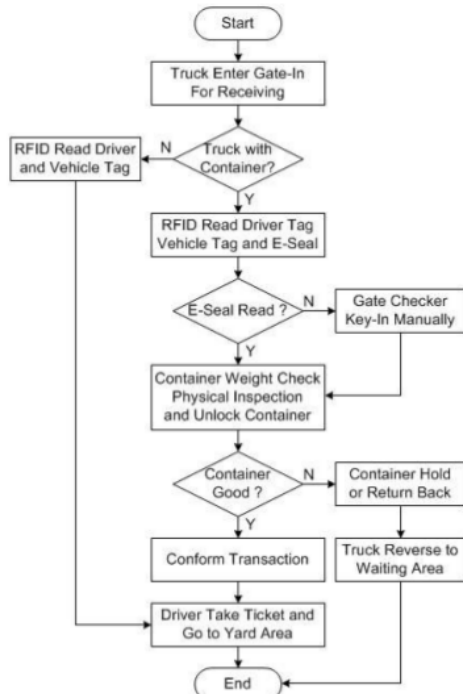 Start
Truck Enter Gate-In
For Receiving
Truck with
Container?
N
RFID Read Driver
and Vehicle Tag
Y
RFID Read Driver Tag
Vehicle Tag and E-Seal
E-Seal Read ?
N
Gate Checker
Key-In Manually
Y
Container Weight Check
Physical Inspection
and Unlock Container
Container
Good ?
N
Container Hold
or Return Back
Y
Conform Transaction
Truck Reverse to
Waiting Area
Driver Take Ticket and
Go to Yard Area
End